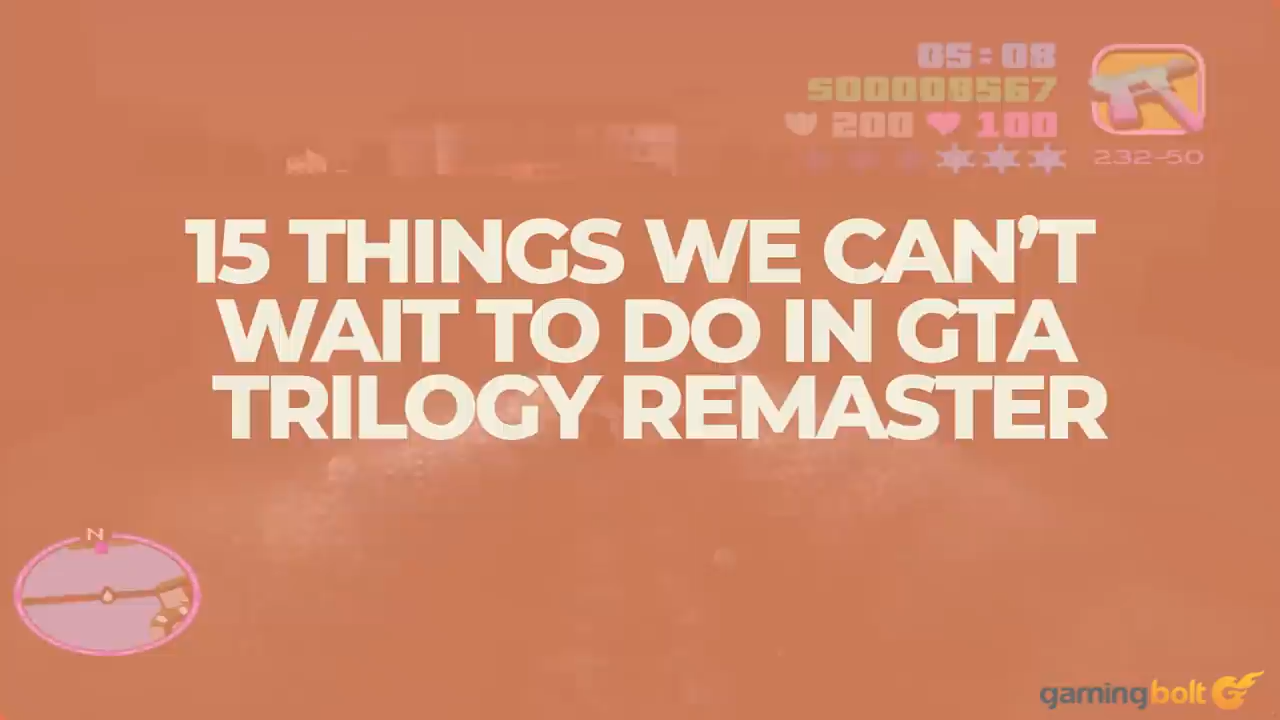 05:08
$00008567
200 100
232-50
15 THINGS WE CAN'T
WAIT TO DO IN GTA
TRILOGY REMASTER
N
gamingbolt